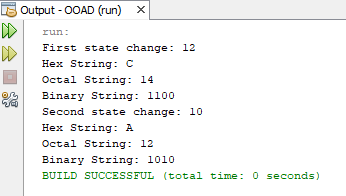 Output - OOAD (run)
run:
First state change: 12
Hex String: C
Octal String: 14
Binary String: 1100
Second state change: 10
Hex String: A
Octal String: 12
Binary String: 1010
BUILD SUCCESSFUL (total time: 0 seconds)